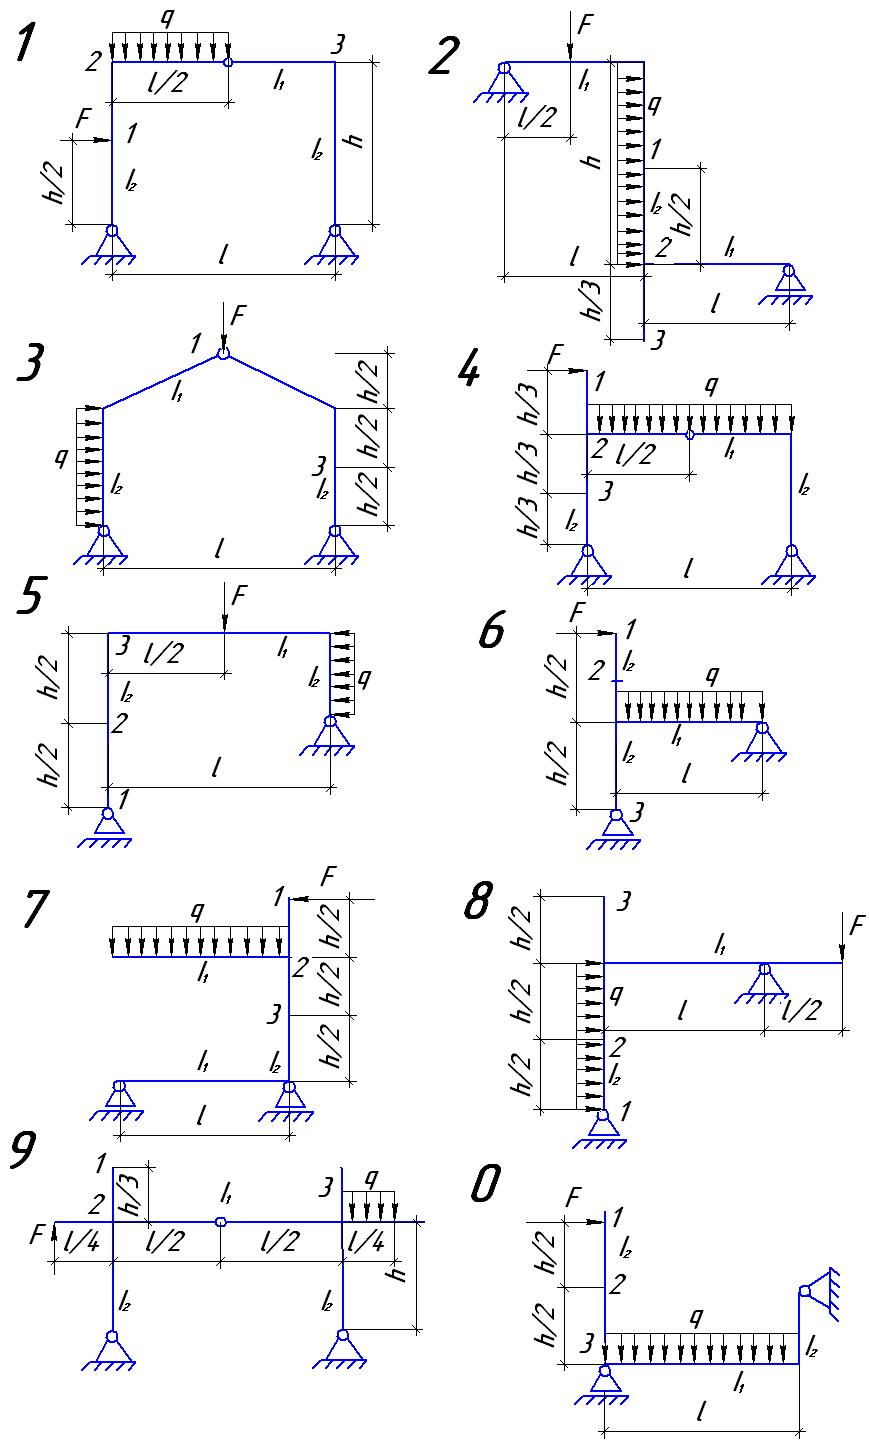 1
q
2
3
l/2
l₁
F
1
h/2
l₂
l₂
h
l
2
F
l₁
q
l/2
h
1
l₂
h/2
2
l₁
l
h/3
l
3
3
F
1
l₁
h/2
q
l₂
3
l₂
h/2
h/2
l
4
F
1
q
h/3
2
l/2
l₁
h/3
3
l₂
h/3
l₂
l
5
F
3
l/2
l₁
h/2
l₂
l₂
q
2
l
h/2
1
6
F
1
2
l₂
h/2
q
l₁
l₂
l
h/2
3
7
1
F
q
h/2
l₁
2
h/2
3
l₁
l₂
h/2
l
8
3
F
h/2
l₁
q
l
l/2
h/2
2
l₂
h/2
1
9
1
2
h/3
l₁
3
q
F
l/4
l/2
l/2
l/4
h
l₂
l₂
0
F
1
l₂
h/2
2
q
3
h/2
l₂
l₁
l